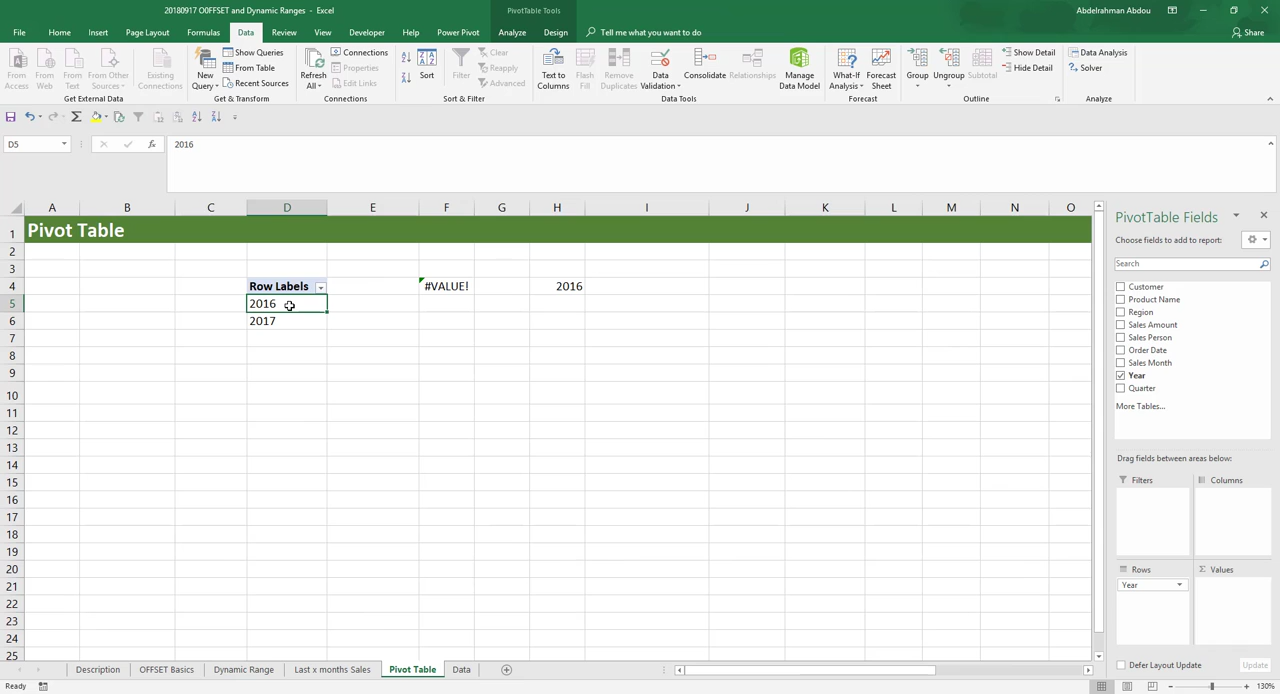 20180917 OOFFSET and Dynamic Ranges - Excel
PivotTable Tools
Abdelrahman Abdou
File Home Insert Page Layout Formulas Data Review View Developer Help Power Pivot Analyze Design Tell me what you want to do Share
From Access
From Web
From Text
From Other Sources
Existing Connections
Get External Data
New Query
Show Queries
From Table
Recent Sources
Get & Transform
Refresh All
Connections
Properties
Edit Links
Connections
Sort
Filter
Clear
Reapply
Advanced
Sort & Filter
Text to Columns
Flash Fill
Remove Duplicates
Data Validation
Consolidate
Relationships
Manage Data Model
Data Tools
What-If Analysis
Forecast Sheet
Forecast
Group
Ungroup
Subtotal
Show Detail
Hide Detail
Outline
Data Analysis
Solver
Analyze
D5
fx
2016
A B C D E F G H I J K L M N O
1 Pivot Table
2
3
4 Row Labels #VALUE! 2016
5 2016
6 2017
7
8
9
10
11
12
13
14
15
16
17
18
19
20
21
22
23
24
25
PivotTable Fields
Choose fields to add to report:
Search
Customer
Product Name
Region
Sales Amount
Sales Person
Order Date
Sales Month
Year
Quarter
More Tables...
Drag fields between areas below:
Filters
Columns
Rows
Σ Values
Year
Defer Layout Update
Update
Description OFFSET Basics Dynamic Range Last x months Sales Pivot Table Data
Ready
130%